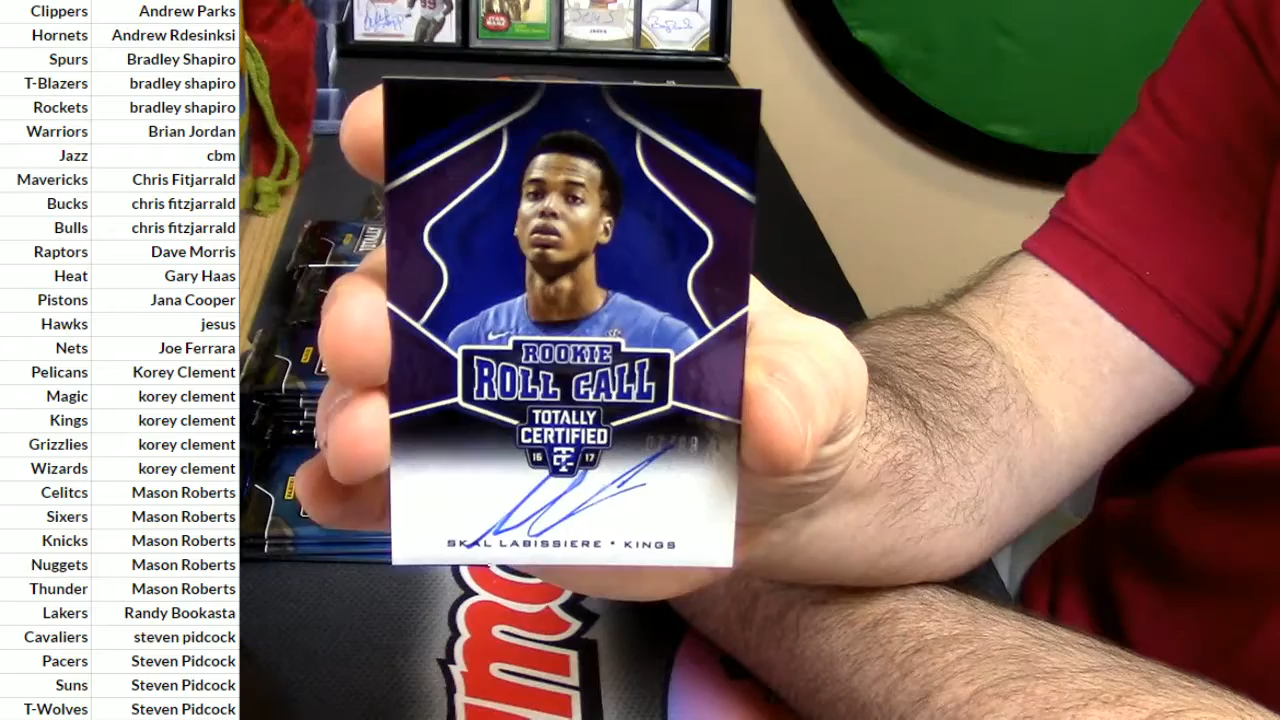 Clippers Andrew Parks
Hornets Andrew Rdesinksi
Spurs Bradley Shapiro
T-Blazers bradley shapiro
Rockets bradley shapiro
Warriors Brian Jordan
Jazz cbm
Mavericks Chris Fitjarrald
Bucks chris fitzjarrald
Bulls chris fitzjarrald
Raptors Dave Morris
Heat Gary Haas
Pistons Jana Cooper
Hawks jesus
Nets Joe Ferrara
Pelicans Korey Clement
Magic korey clement
Kings korey clement
Grizzlies korey clement
Wizards korey clement
Celitcs Mason Roberts
Sixers Mason Roberts
Knicks Mason Roberts
Nuggets Mason Roberts
Thunder Mason Roberts
Lakers Randy Bookasta
Cavaliers steven pidcock
Pacers Steven Pidcock
Suns Steven Pidcock
T-Wolves Steven Pidcock
ROOKIE
ROLL CALL
TOTALLY
CERTIFIED
16 17
SKAL LABISSIERE • KINGS